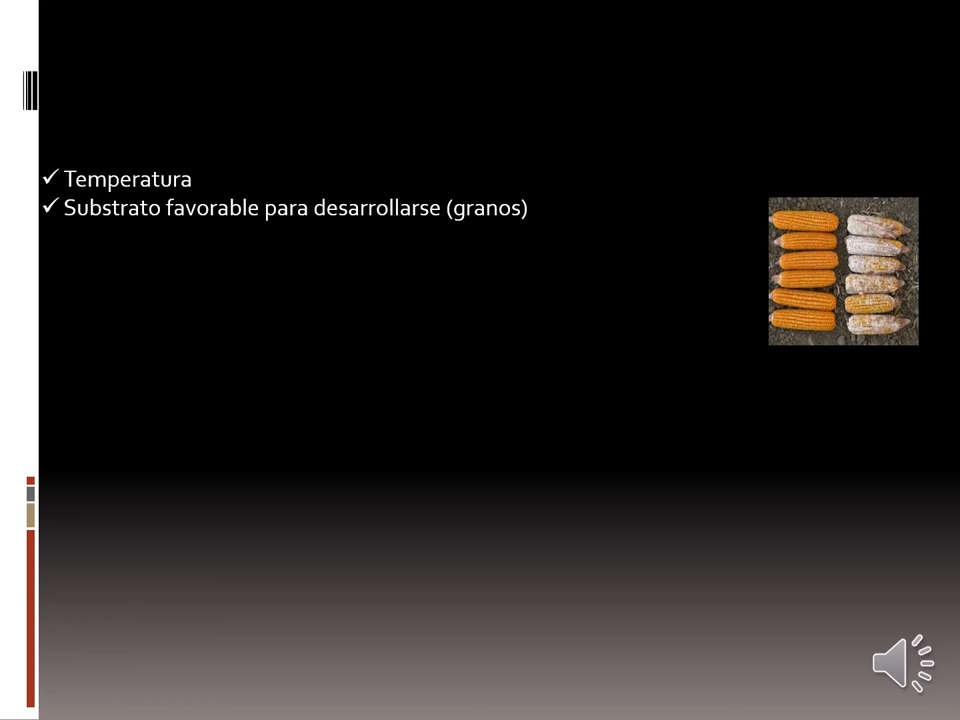 ✓ Temperatura
✓ Substrato favorable para desarrollarse (granos)